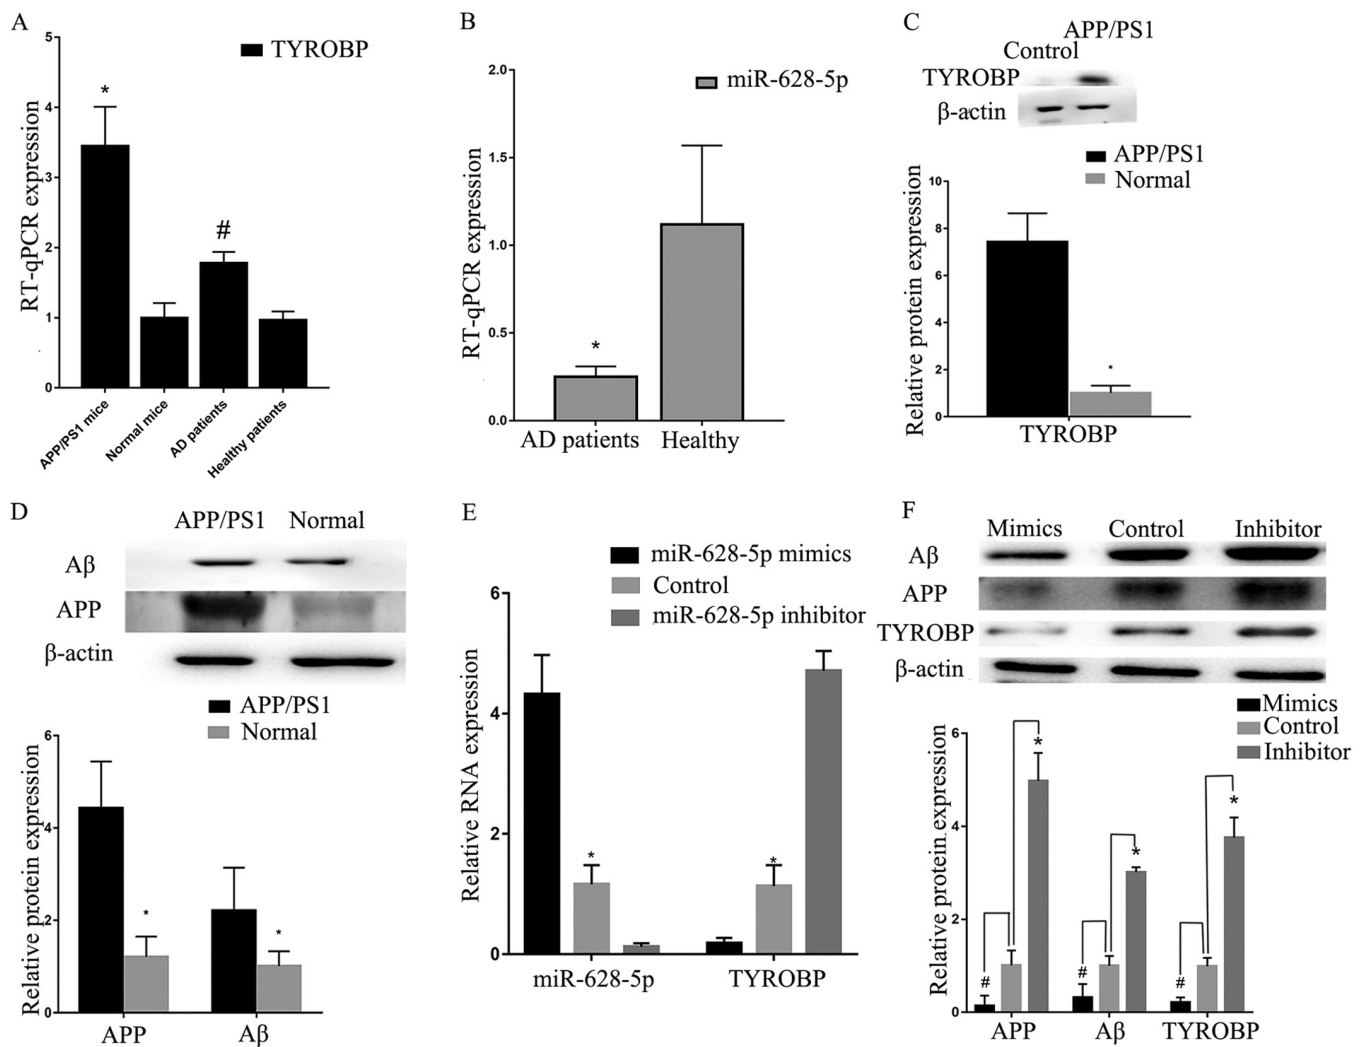 A
5
4
3
2
1
0
RT-qPCR expression
TYROBP
*
#
APP/PS1 mice
Normal mice
AD patients
Healthy patients
B
2.0
1.5
1.0
0.5
0.0
RT-qPCR expression
miR-628-5p
*
AD patients
Healthy
C
APP/PS1
Control
TYROBP
β-actin
APP/PS1
Normal
10
8
6
4
2
0
Relative protein expression
*
TYROBP
D
APP/PS1 Normal
Aβ
APP
β-actin
APP/PS1
Normal
6
4
2
0
Relative protein expression
*
*
APP
Aβ
E
miR-628-5p mimics
Control
miR-628-5p inhibitor
6
4
2
0
Relative RNA expression
*
*
miR-628-5p
TYROBP
F
Mimics Control Inhibitor
Aβ
APP
TYROBP
β-actin
Mimics
Control
Inhibitor
6
4
2
0
Relative protein expression
*
*
*
#
#
#
APP
Aβ
TYROBP